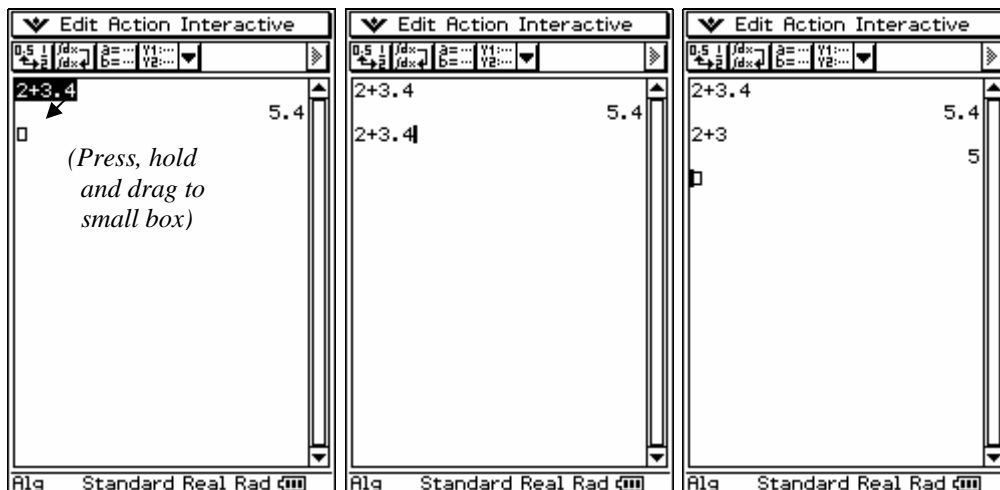 Edit Action Interactive
2+3.4
5.4
(Press, hold
and drag to
small box)
Alg Standard Real Rad
Edit Action Interactive
2+3.4
5.4
2+3.4
Alg Standard Real Rad
Edit Action Interactive
2+3.4
5.4
2+3
5
Alg Standard Real Rad